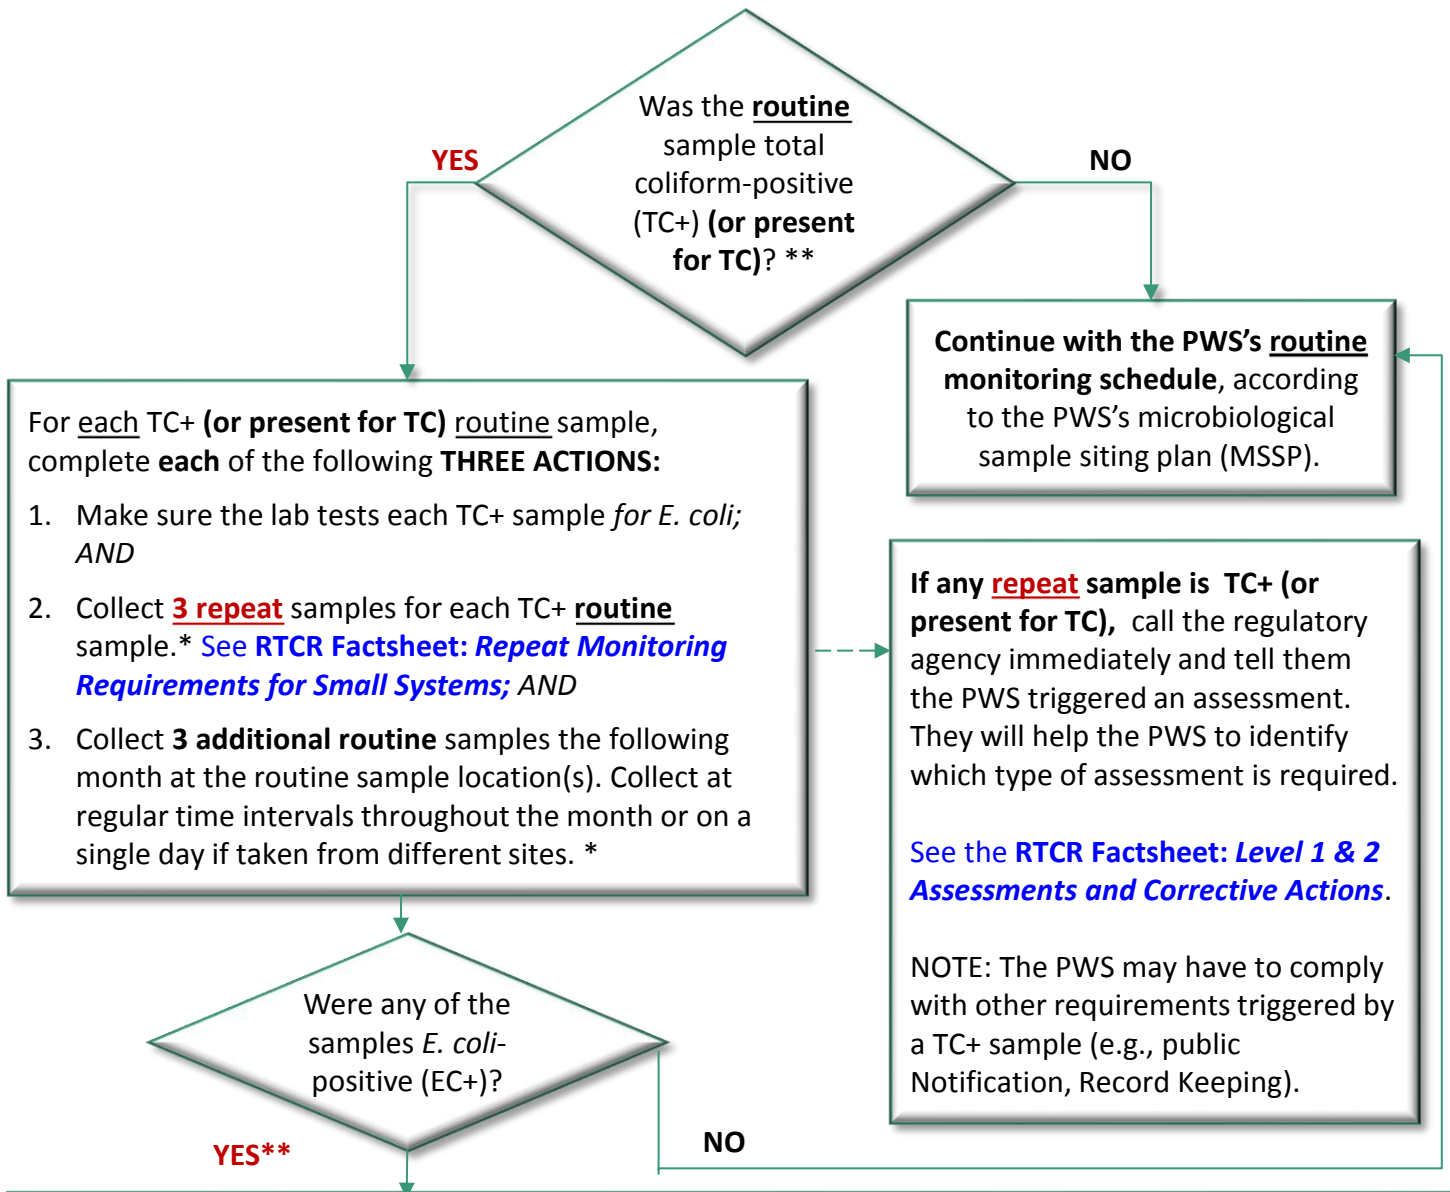 Was the routine
sample total
coliform-positive
(TC+) (or present
for TC)? **
YES
NO
Continue with the PWS’s routine
monitoring schedule, according
to the PWS’s microbiological
sample siting plan (MSSP).
For each TC+ (or present for TC) routine sample,
complete each of the following THREE ACTIONS:
1. Make sure the lab tests each TC+ sample for E. coli;
AND
2. Collect 3 repeat samples for each TC+ routine
sample.* See RTCR Factsheet: Repeat Monitoring
Requirements for Small Systems; AND
3. Collect 3 additional routine samples the following
month at the routine sample location(s). Collect at
regular time intervals throughout the month or on a
single day if taken from different sites. *
If any repeat sample is TC+ (or
present for TC), call the regulatory
agency immediately and tell them
the PWS triggered an assessment.
They will help the PWS to identify
which type of assessment is required.
See the RTCR Factsheet: Level 1 & 2
Assessments and Corrective Actions.
NOTE: The PWS may have to comply
with other requirements triggered by
a TC+ sample (e.g., public
Notification, Record Keeping).
Were any of the
samples E. coli-
positive (EC+)?
YES**
NO